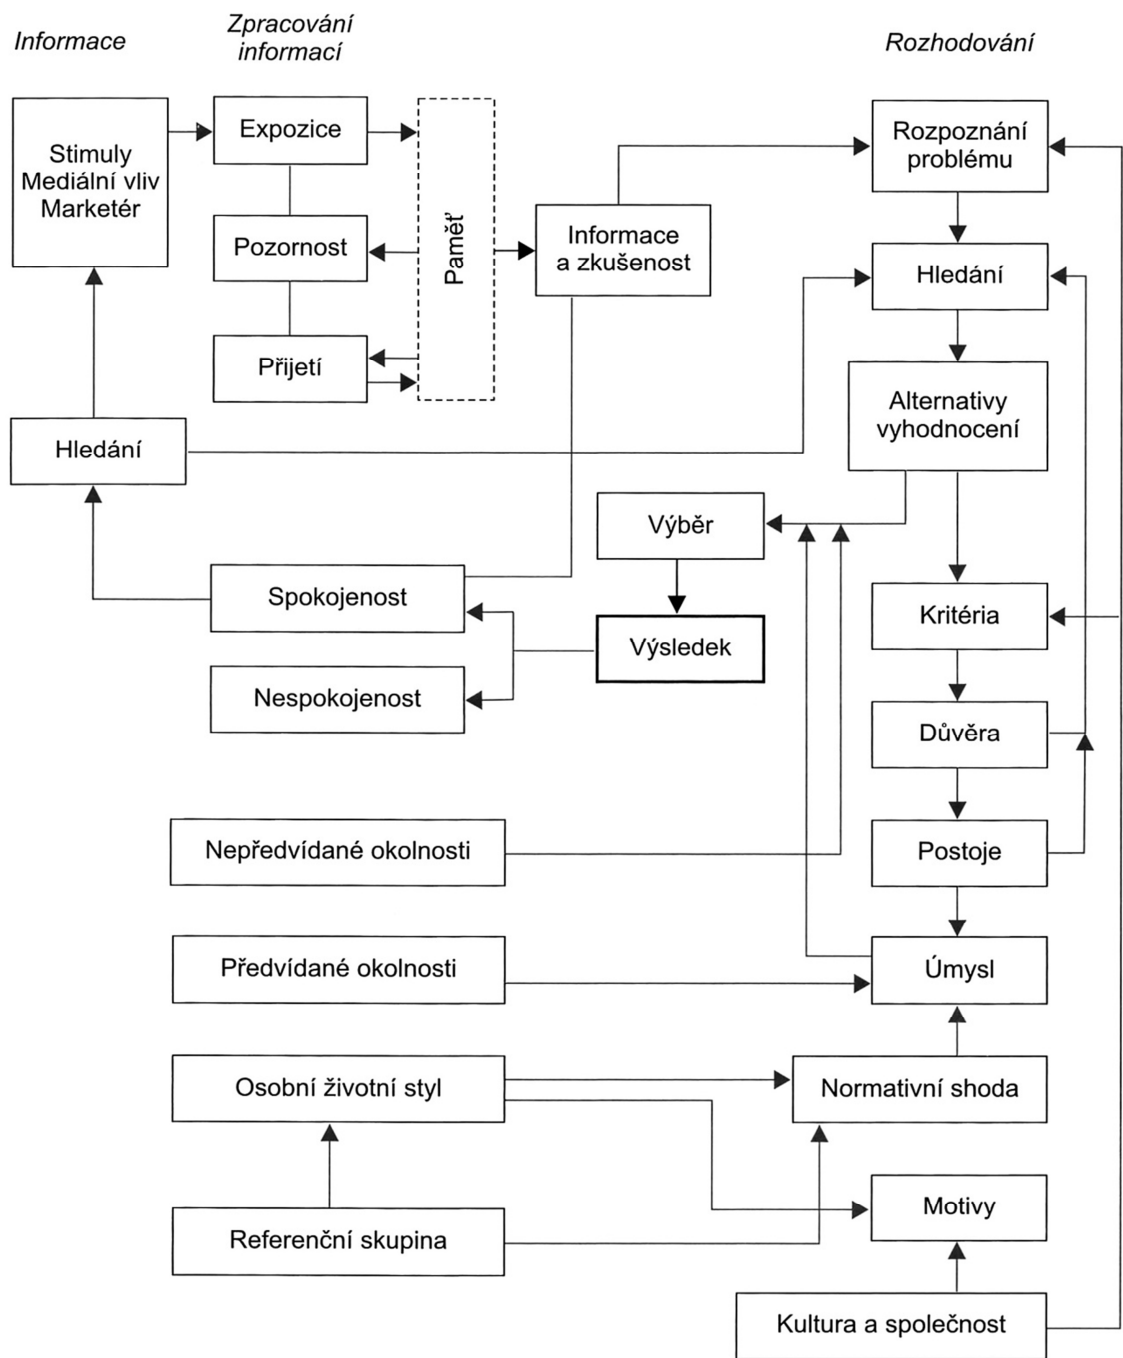 Informace
Zpracování
informací
Rozhodování
Stimuly
Mediální vliv
Marketér
Expozice
Pozornost
Přijetí
Paměť
Informace
a zkušenost
Rozpoznání
problému
Hledání
Alternativy
vyhodnocení
Hledání
Výběr
Spokojenost
Výsledek
Kritéria
Nespokojenost
Důvěra
Nepředvídané okolnosti
Postoje
Předvídané okolnosti
Úmysl
Osobní životní styl
Normativní shoda
Motivy
Referenční skupina
Kultura a společnost